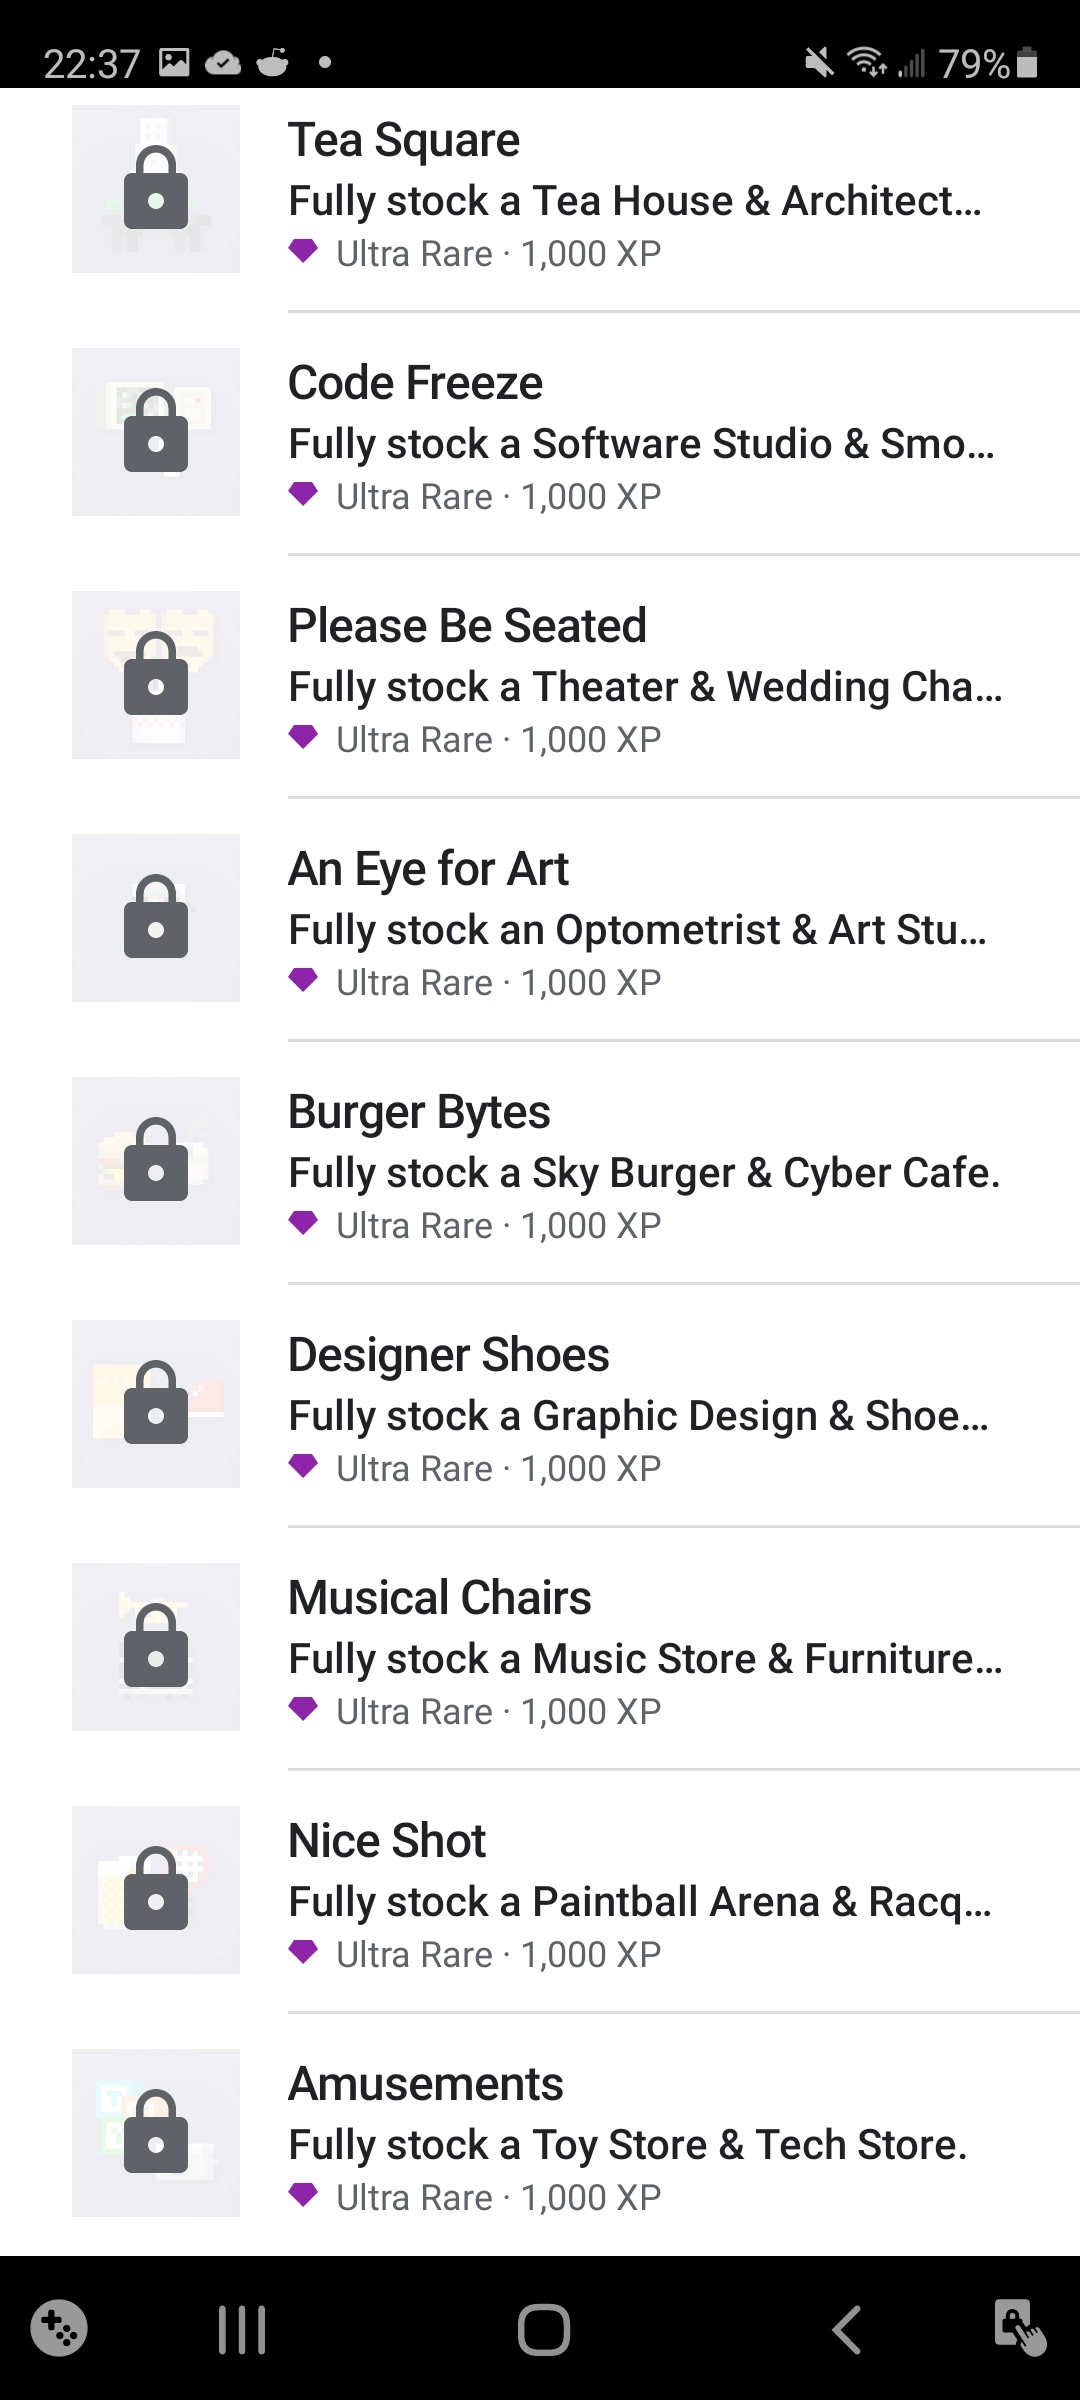 22:37 79%
Tea Square
Fully stock a Tea House & Architect...
Ultra Rare · 1,000 XP
Code Freeze
Fully stock a Software Studio & Smo...
Ultra Rare · 1,000 XP
Please Be Seated
Fully stock a Theater & Wedding Cha...
Ultra Rare · 1,000 XP
An Eye for Art
Fully stock an Optometrist & Art Stu...
Ultra Rare · 1,000 XP
Burger Bytes
Fully stock a Sky Burger & Cyber Cafe.
Ultra Rare · 1,000 XP
Designer Shoes
Fully stock a Graphic Design & Shoe...
Ultra Rare · 1,000 XP
Musical Chairs
Fully stock a Music Store & Furniture...
Ultra Rare · 1,000 XP
Nice Shot
Fully stock a Paintball Arena & Racq...
Ultra Rare · 1,000 XP
Amusements
Fully stock a Toy Store & Tech Store.
Ultra Rare · 1,000 XP